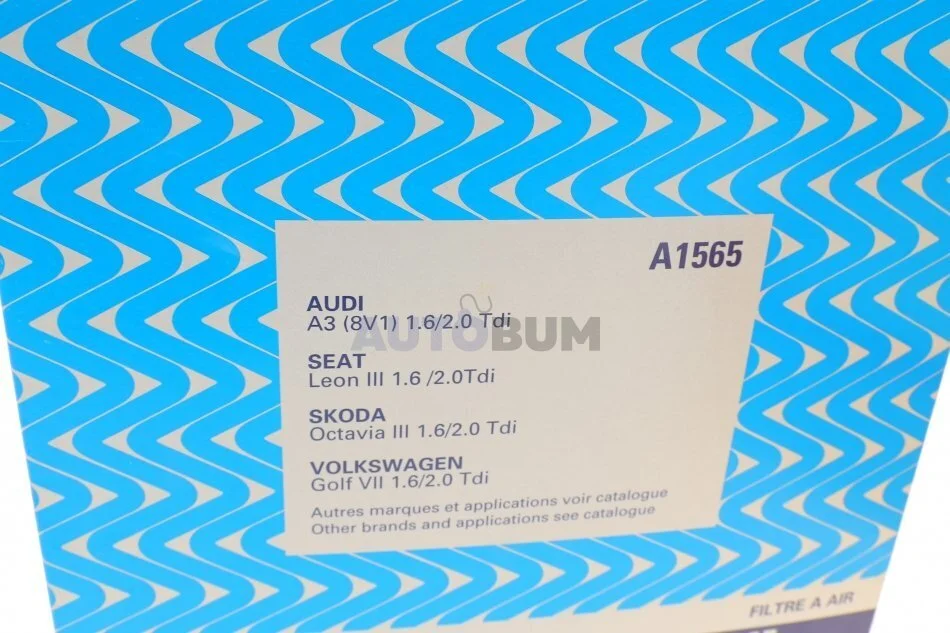 A1565
AUDI
A3 (8V1) 1.6/2.0 Tdi
AUTOBUM
SEAT
Leon III 1.6 /2.0Tdi
SKODA
Octavia III 1.6/2.0 Tdi
VOLKSWAGEN
Golf VII 1.6/2.0 Tdi
Autres marques et applications voir catalogue
Other brands and applications see catalogue
FILTRE A AIR